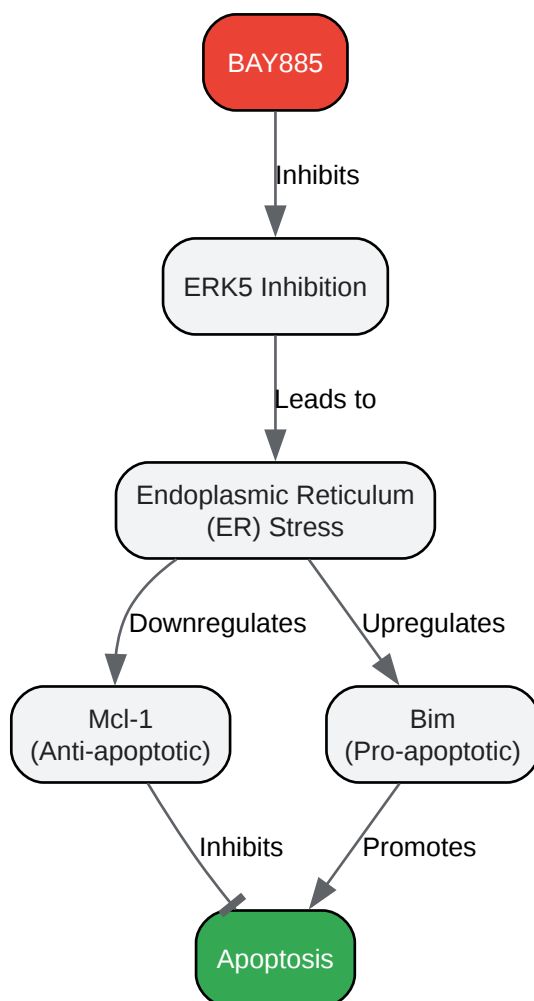 BAY885
Inhibits
ERK5 Inhibition
Leads to
Endoplasmic Reticulum
(ER) Stress
Downregulates
Upregulates
Mcl-1
(Anti-apoptotic)
Bim
(Pro-apoptotic)
Inhibits
Promotes
Apoptosis